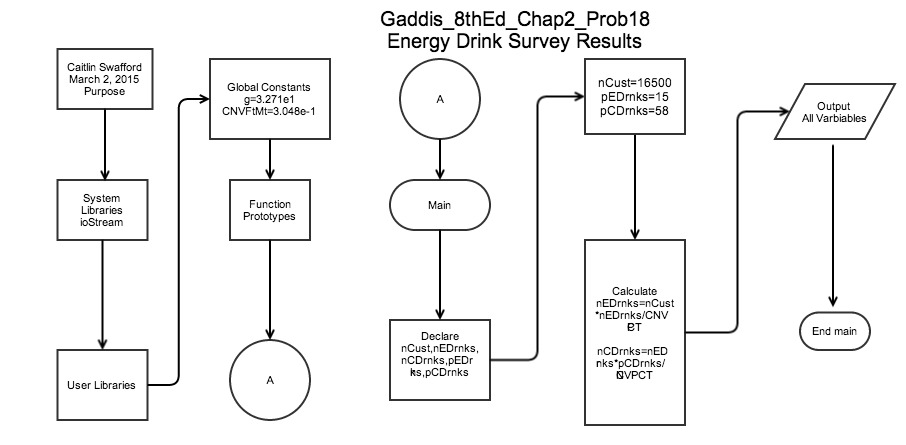 Gaddis_8thEd_Chap2_Prob18
Energy Drink Survey Results
Caitlin Swafford
March 2, 2015
Purpose
System
Libraries
ioStream
User Libraries
Global Constants
g=3.271e1
CNVFtMt=3.048e-1
Function
Prototypes
A
A
Main
Declare
nCust,nEDrnks,
nCDrnks,pEDr
ks,pCDrnks
nCust=16500
pEDrnks=15
pCDrnks=58
Calculate
nEDrnks=nCust
*nEDrnks/CNV
PCT
nCDrnks=nED
nks*pCDrnks/
CNVPCT
Output
All Varbiables
End main